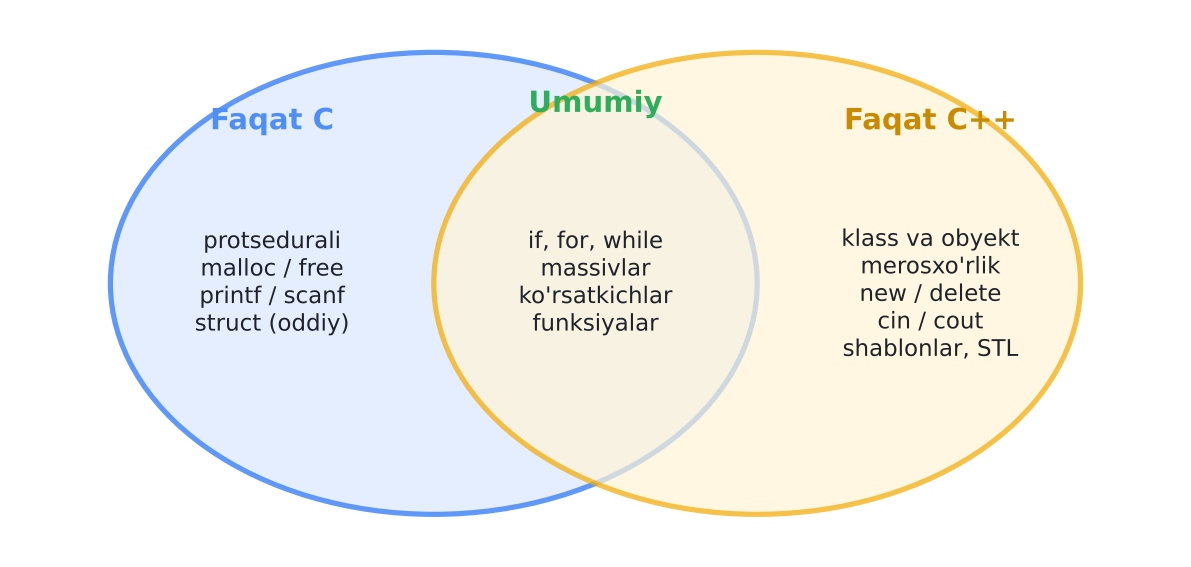 Faqat C
protsedurali
malloc / free
printf / scanf
struct (oddiy)
Umumiy
if, for, while
massivlar
ko'rsatkichlar
funksiyalar
Faqat C++
klass va obyekt
merosxo'rlik
new / delete
cin / cout
shablonlar, STL